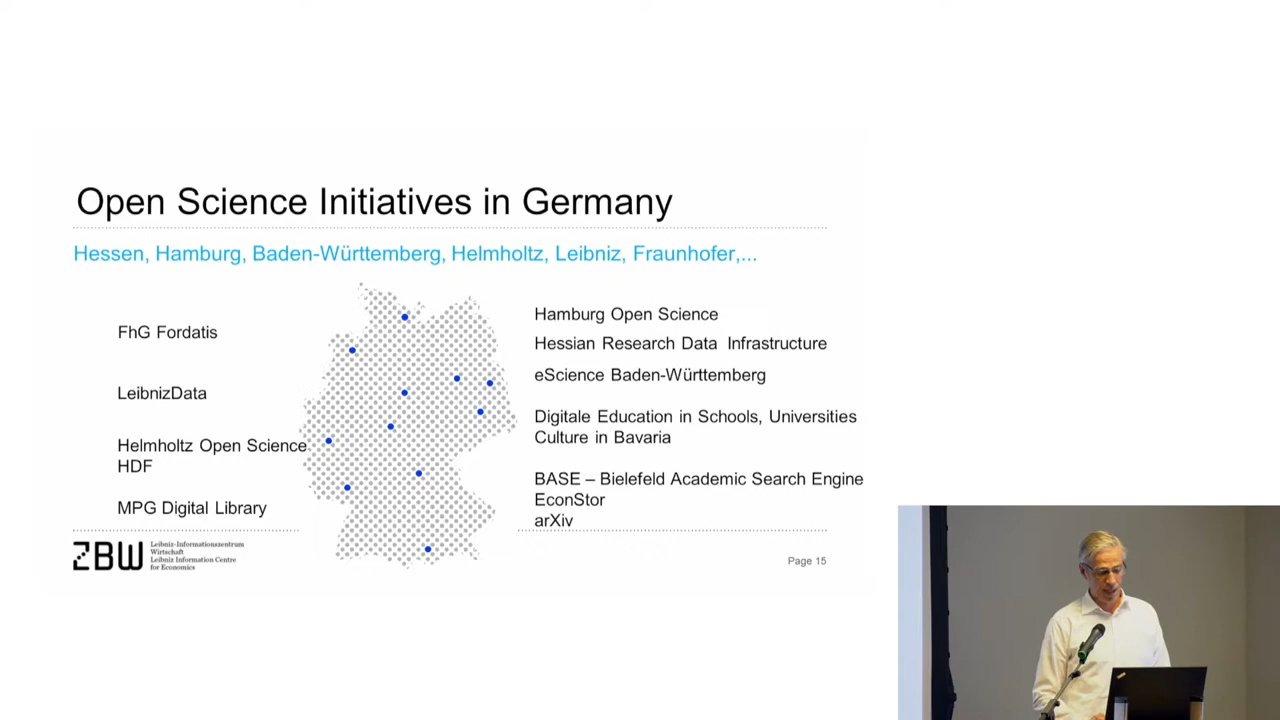 Open Science Initiatives in Germany
Hessen, Hamburg, Baden-Württemberg, Helmholtz, Leibniz, Fraunhofer,...
FhG Fordatis
LeibnizData
Helmholtz Open Science
HDF
MPG Digital Library
Hamburg Open Science
Hessian Research Data Infrastructure
eScience Baden-Württemberg
Digitale Education in Schools, Universities
Culture in Bavaria
BASE – Bielefeld Academic Search Engine
EconStor
arXiv
ZBW
Leibniz-Informationszentrum
Wirtschaft
Leibniz Information Centre
for Economics
Page 15